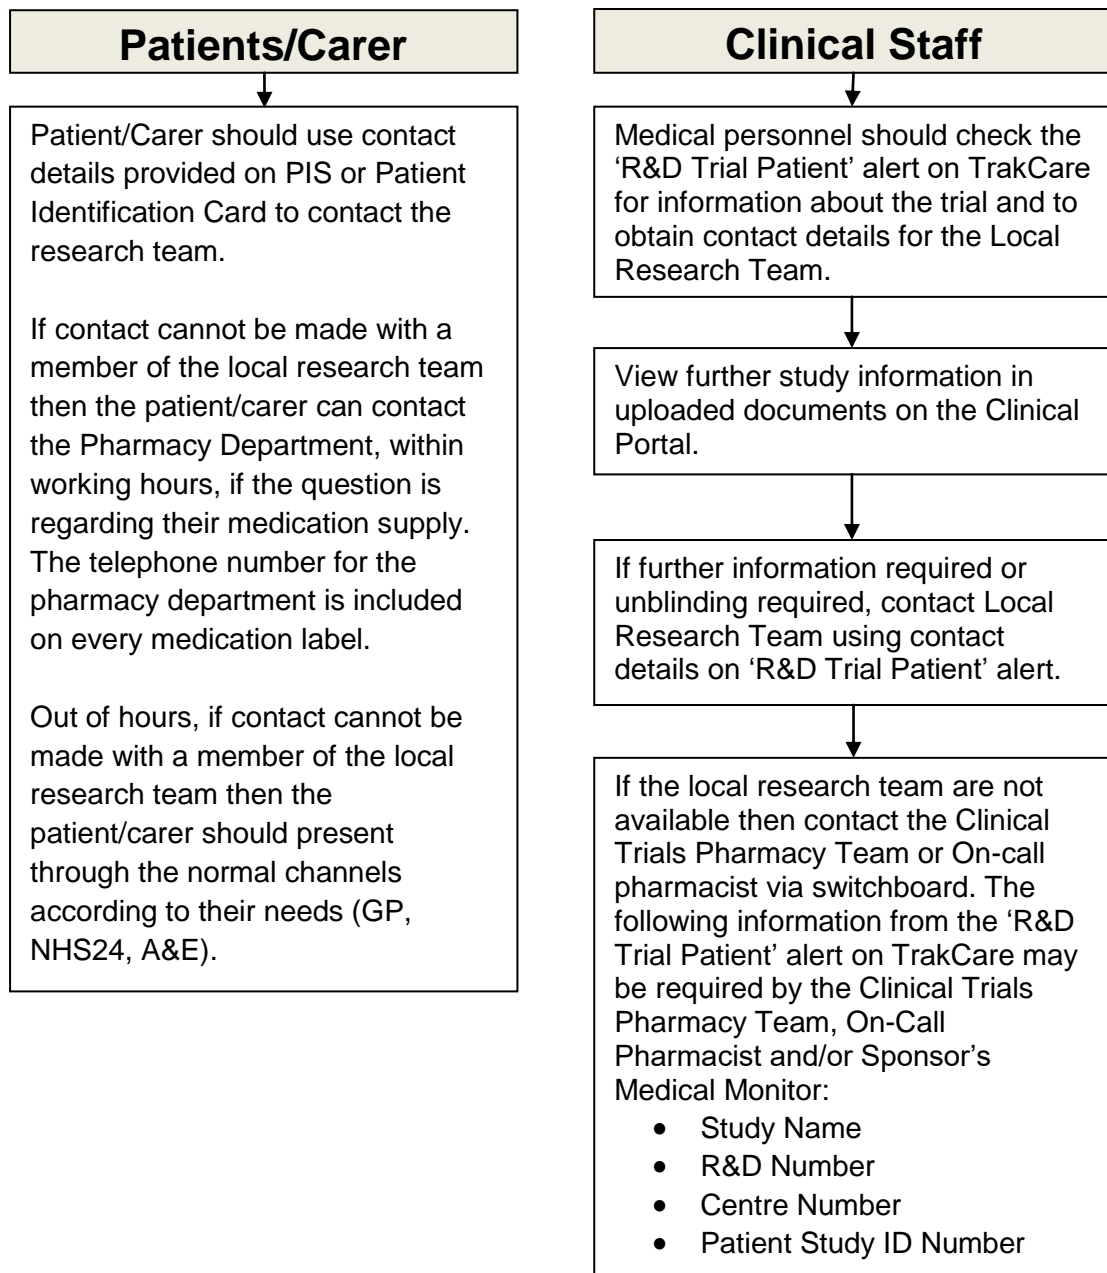 Patients/Carer
Patient/Carer should use contact
details provided on PIS or Patient
Identification Card to contact the
research team.
If contact cannot be made with a
member of the local research team
then the patient/carer can contact
the Pharmacy Department, within
working hours, if the question is
regarding their medication supply.
The telephone number for the
pharmacy department is included
on every medication label.
Out of hours, if contact cannot be
made with a member of the local
research team then the
patient/carer should present
through the normal channels
according to their needs (GP,
NHS24, A&E).
Clinical Staff
Medical personnel should check the
‘R&D Trial Patient’ alert on TrakCare
for information about the trial and to
obtain contact details for the Local
Research Team.
View further study information in
uploaded documents on the Clinical
Portal.
If further information required or
unblinding required, contact Local
Research Team using contact
details on ‘R&D Trial Patient’ alert.
If the local research team are not
available then contact the Clinical
Trials Pharmacy Team or On-call
pharmacist via switchboard. The
following information from the ‘R&D
Trial Patient’ alert on TrakCare may
be required by the Clinical Trials
Pharmacy Team, On-Call
Pharmacist and/or Sponsor’s
Medical Monitor:
• Study Name
• R&D Number
• Centre Number
• Patient Study ID Number